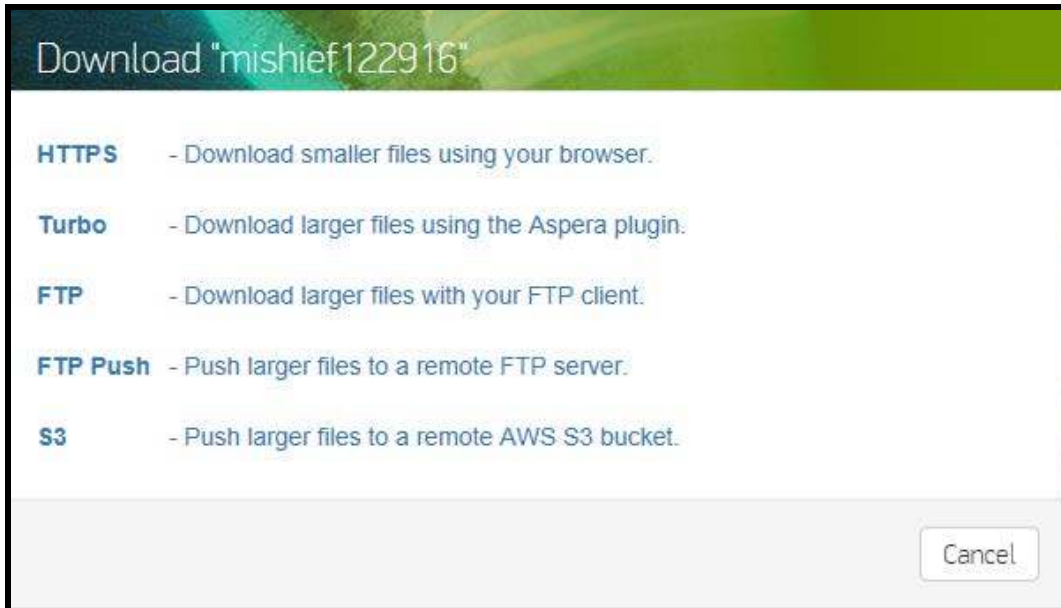 Download "mishief122916"
HTTPS - Download smaller files using your browser.
Turbo - Download larger files using the Aspera plugin.
FTP - Download larger files with your FTP client.
FTP Push - Push larger files to a remote FTP server.
S3 - Push larger files to a remote AWS S3 bucket.
Cancel